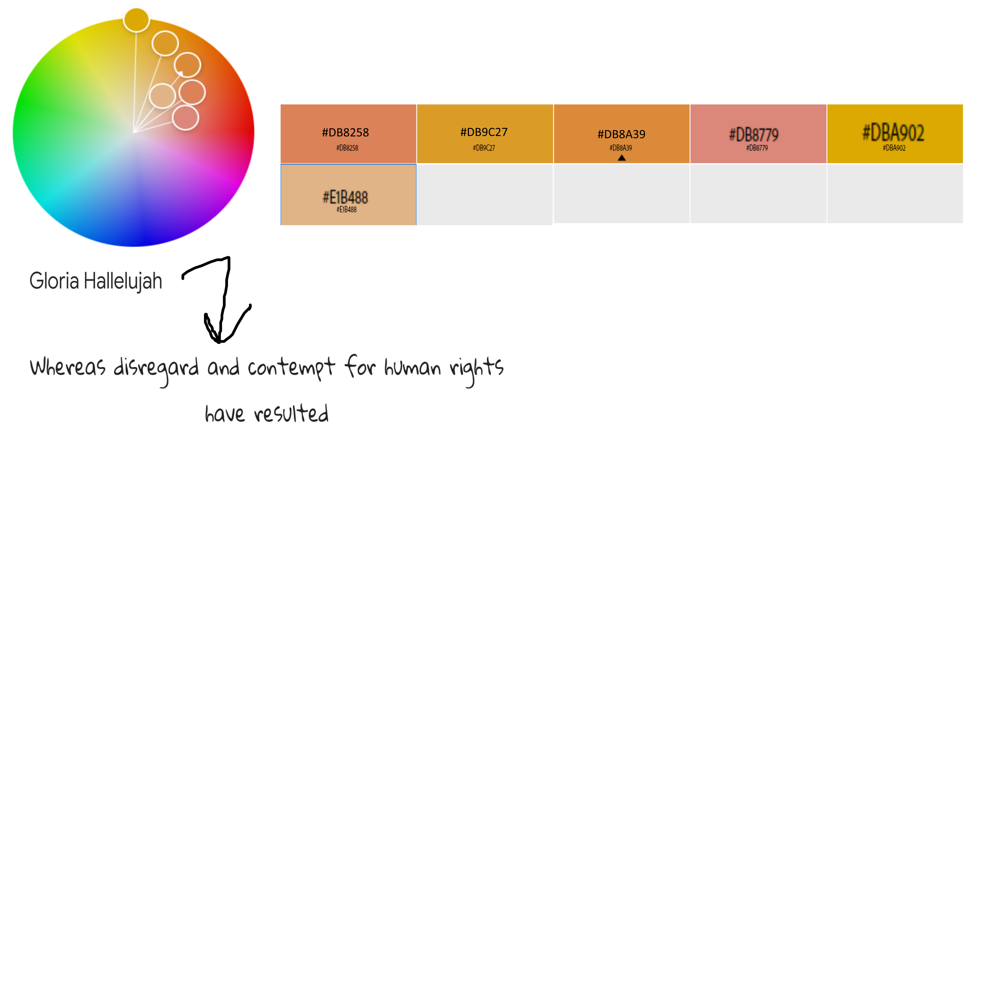 #DB8258
#DB9C27
#DB8A39
#DB8779
#DBA902
#DB8258
#DB9C27
#DB8A39
#DB8779
#DBA902
#E1B488
#E1B488
Gloria Hallelujah
Whereas disregard and contempt for human rights
have resulted